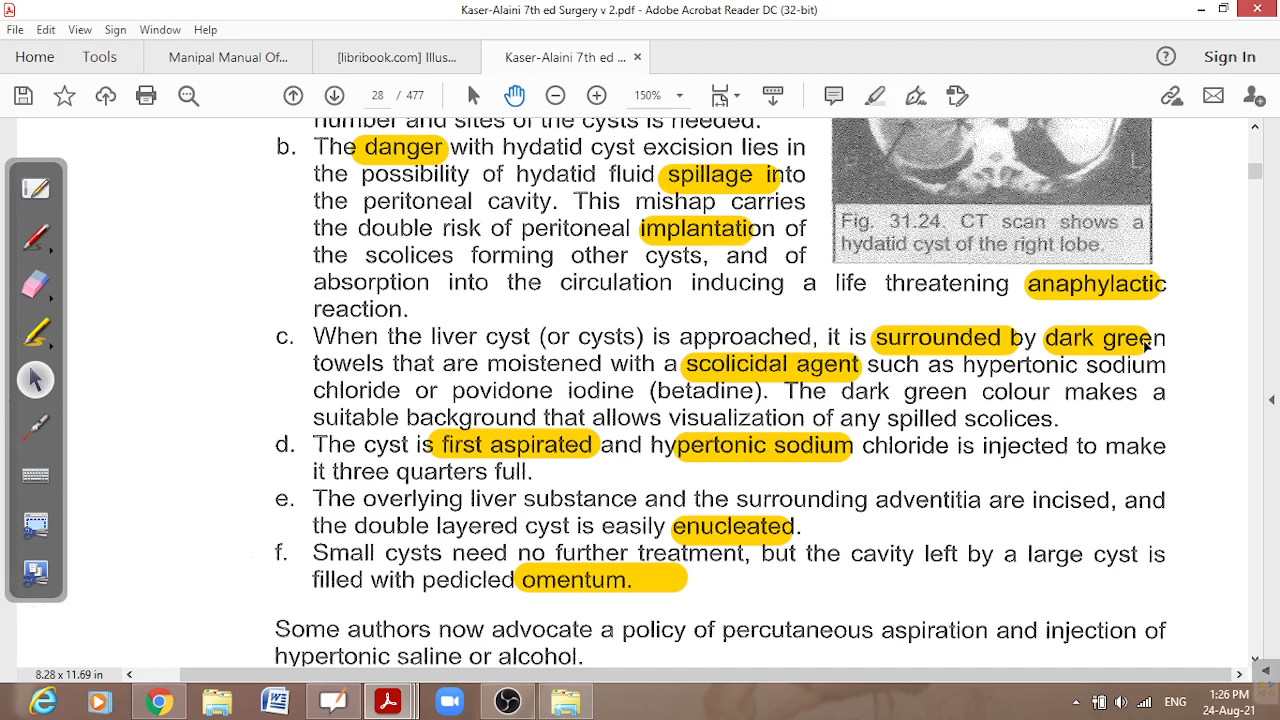 Kaser-Alaini 7th ed Surgery v 2.pdf - Adobe Acrobat Reader DC (32-bit)
File Edit View Sign Window Help
Home Tools Manipal Manual Of... [libribook.com] Illus... Kaser-Alaini 7th ed ... × ? Sign In
28 / 477 150%
number and sites of the cysts is needed.
b. The danger with hydatid cyst excision lies in
the possibility of hydatid fluid spillage into
the peritoneal cavity. This mishap carries
the double risk of peritoneal implantation of
the scolices forming other cysts, and of
absorption into the circulation inducing a life threatening anaphylactic
reaction.
Fig. 31.24. CT scan shows a
hydatid cyst of the right lobe.
c. When the liver cyst (or cysts) is approached, it is surrounded by dark green
towels that are moistened with a scolicidal agent such as hypertonic sodium
chloride or povidone iodine (betadine). The dark green colour makes a
suitable background that allows visualization of any spilled scolices.
d. The cyst is first aspirated and hypertonic sodium chloride is injected to make
it three quarters full.
e. The overlying liver substance and the surrounding adventitia are incised, and
the double layered cyst is easily enucleated.
f. Small cysts need no further treatment, but the cavity left by a large cyst is
filled with pedicled omentum.
Some authors now advocate a policy of percutaneous aspiration and injection of
hypertonic saline or alcohol.
8.28 x 11.69 in
ENG 1:26 PM
24-Aug-21